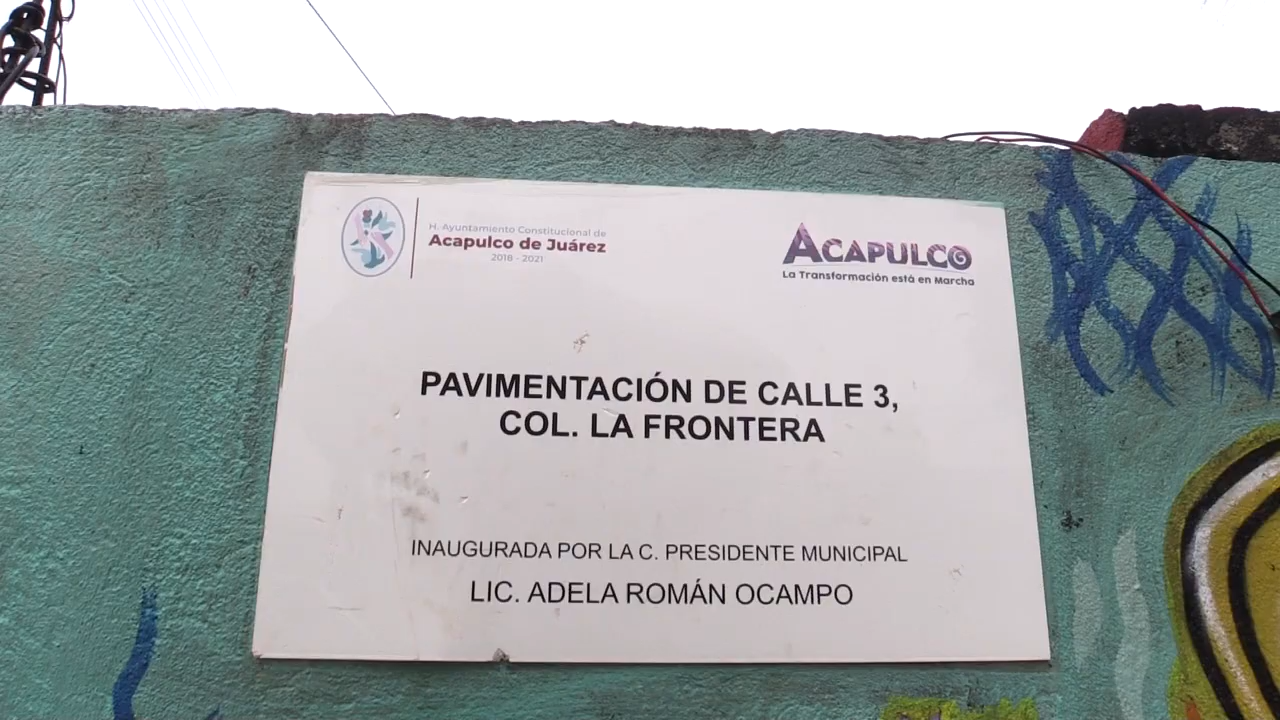 H. Ayuntamiento Constitucional de
Acapulco de Juárez
2018 - 2021
ACAPULCO
La Transformación está en Marcha
PAVIMENTACIÓN DE CALLE 3,
COL. LA FRONTERA
INAUGURADA POR LA C. PRESIDENTE MUNICIPAL
LIC. ADELA ROMÁN OCAMPO